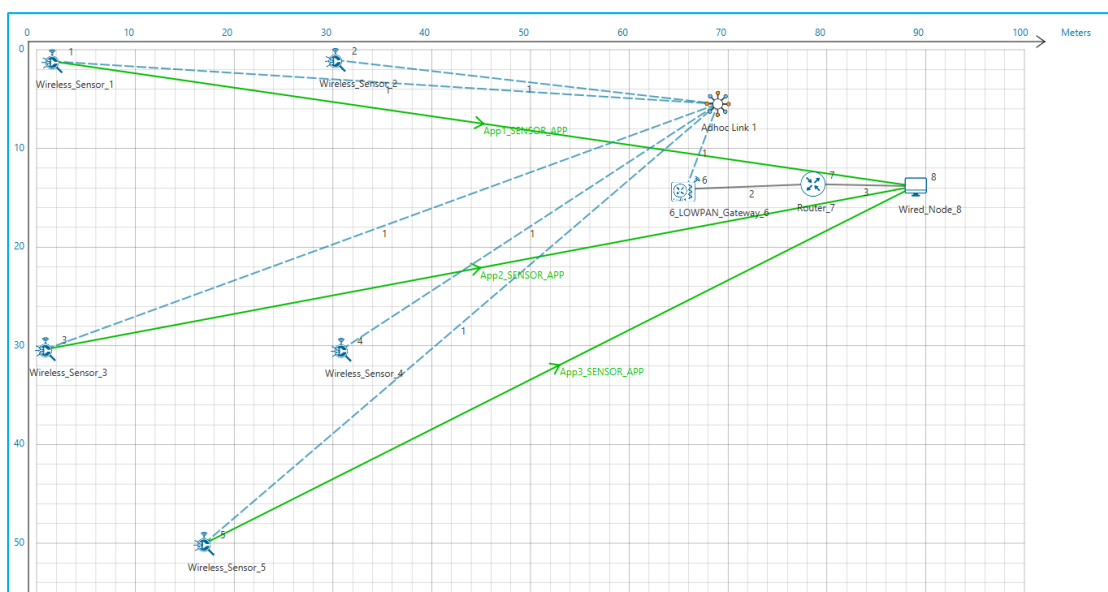 0 10 20 30 40 50 60 70 80 90 100 Meters
0
1
Wireless_Sensor_1
2
Wireless_Sensor_2
1
1
Adhoc Link 1
App1_SENSOR_APP
10
1
6
6_LOWPAN_Gateway_6
2
7
Router_7
3
8
Wired_Node_8
1
1
20
App2_SENSOR_APP
30
3
Wireless_Sensor_3
4
Wireless_Sensor_4
1
App3_SENSOR_APP
40
50
5
Wireless_Sensor_5